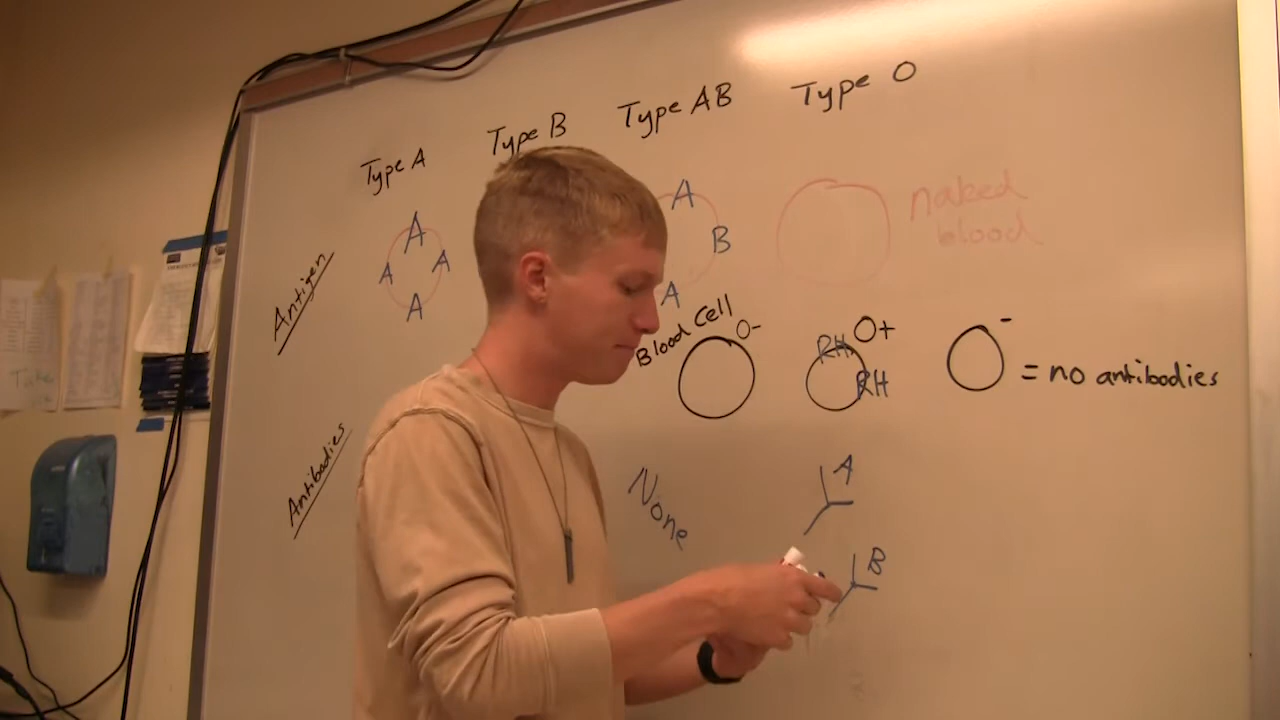 Type A
Type B
Type AB
Type O
Antigen
A
A
A
A
A
B
A
naked
blood
Blood Cell
O-
RH
O+
RH
-
= no antibodies
Antibodies
None
A
B